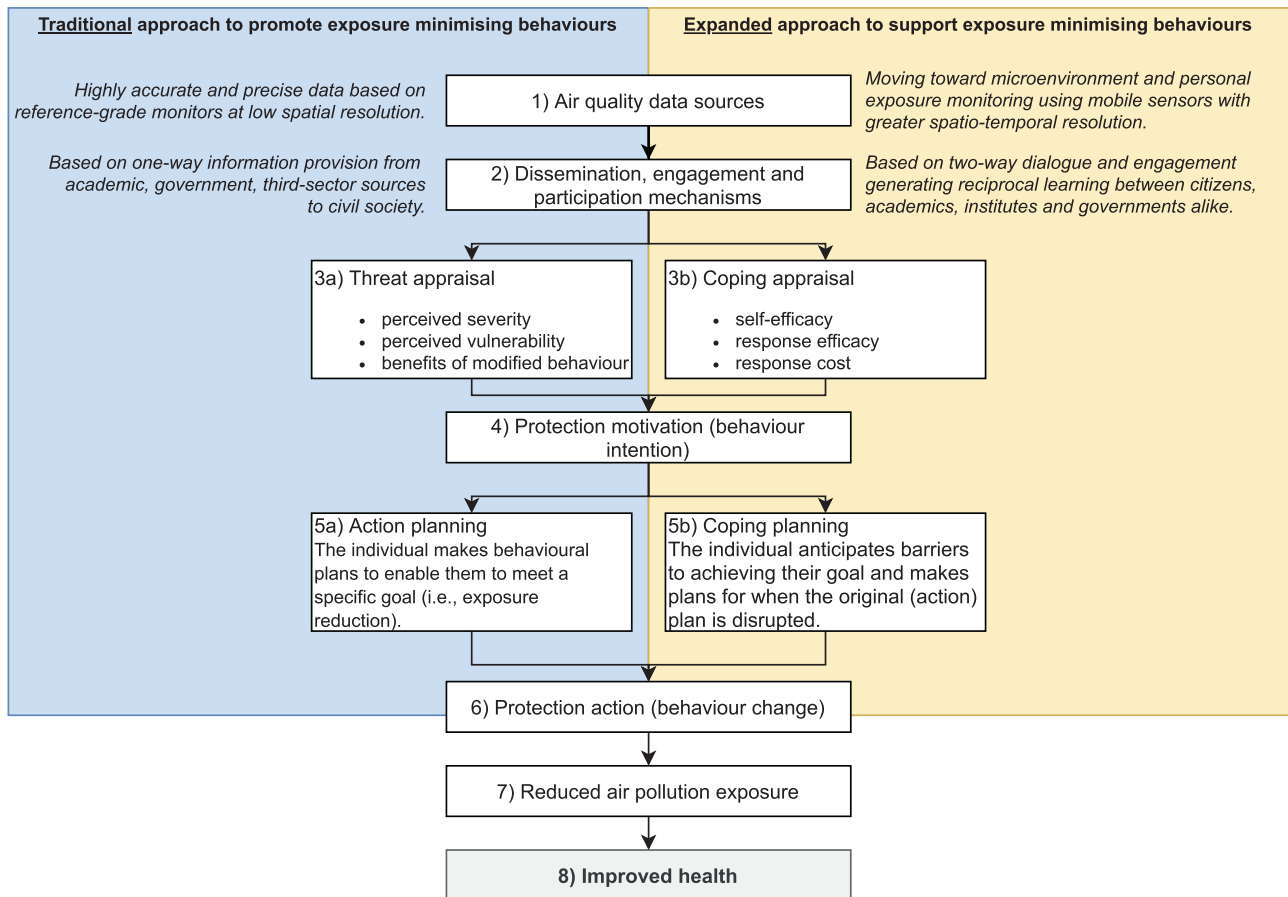 Traditional approach to promote exposure minimising behaviours
Expanded approach to support exposure minimising behaviours
Highly accurate and precise data based on
reference-grade monitors at low spatial resolution.
1) Air quality data sources
Moving toward microenvironment and personal
exposure monitoring using mobile sensors with
greater spatio-temporal resolution.
Based on one-way information provision from
academic, government, third-sector sources
to civil society.
2) Dissemination, engagement and
participation mechanisms
Based on two-way dialogue and engagement
generating reciprocal learning between citizens,
academics, institutes and governments alike.
3a) Threat appraisal
• perceived severity
• perceived vulnerability
• benefits of modified behaviour
3b) Coping appraisal
• self-efficacy
• response efficacy
• response cost
4) Protection motivation (behaviour
intention)
5a) Action planning
The individual makes behavioural
plans to enable them to meet a
specific goal (i.e., exposure
reduction).
5b) Coping planning
The individual anticipates barriers
to achieving their goal and makes
plans for when the original (action)
plan is disrupted.
6) Protection action (behaviour change)
7) Reduced air pollution exposure
8) Improved health